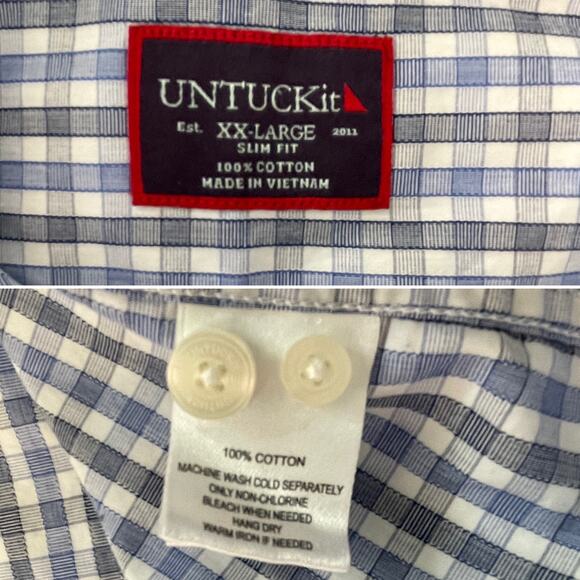 UNTUCKit
Est. XX-LARGE 2011
SLIM FIT
100% COTTON
MADE IN VIETNAM
100% COTTON
MACHINE WASH COLD SEPARATELY
ONLY NON-CHLORINE
BLEACH WHEN NEEDED
HANG DRY
WARM IRON IF NEEDED